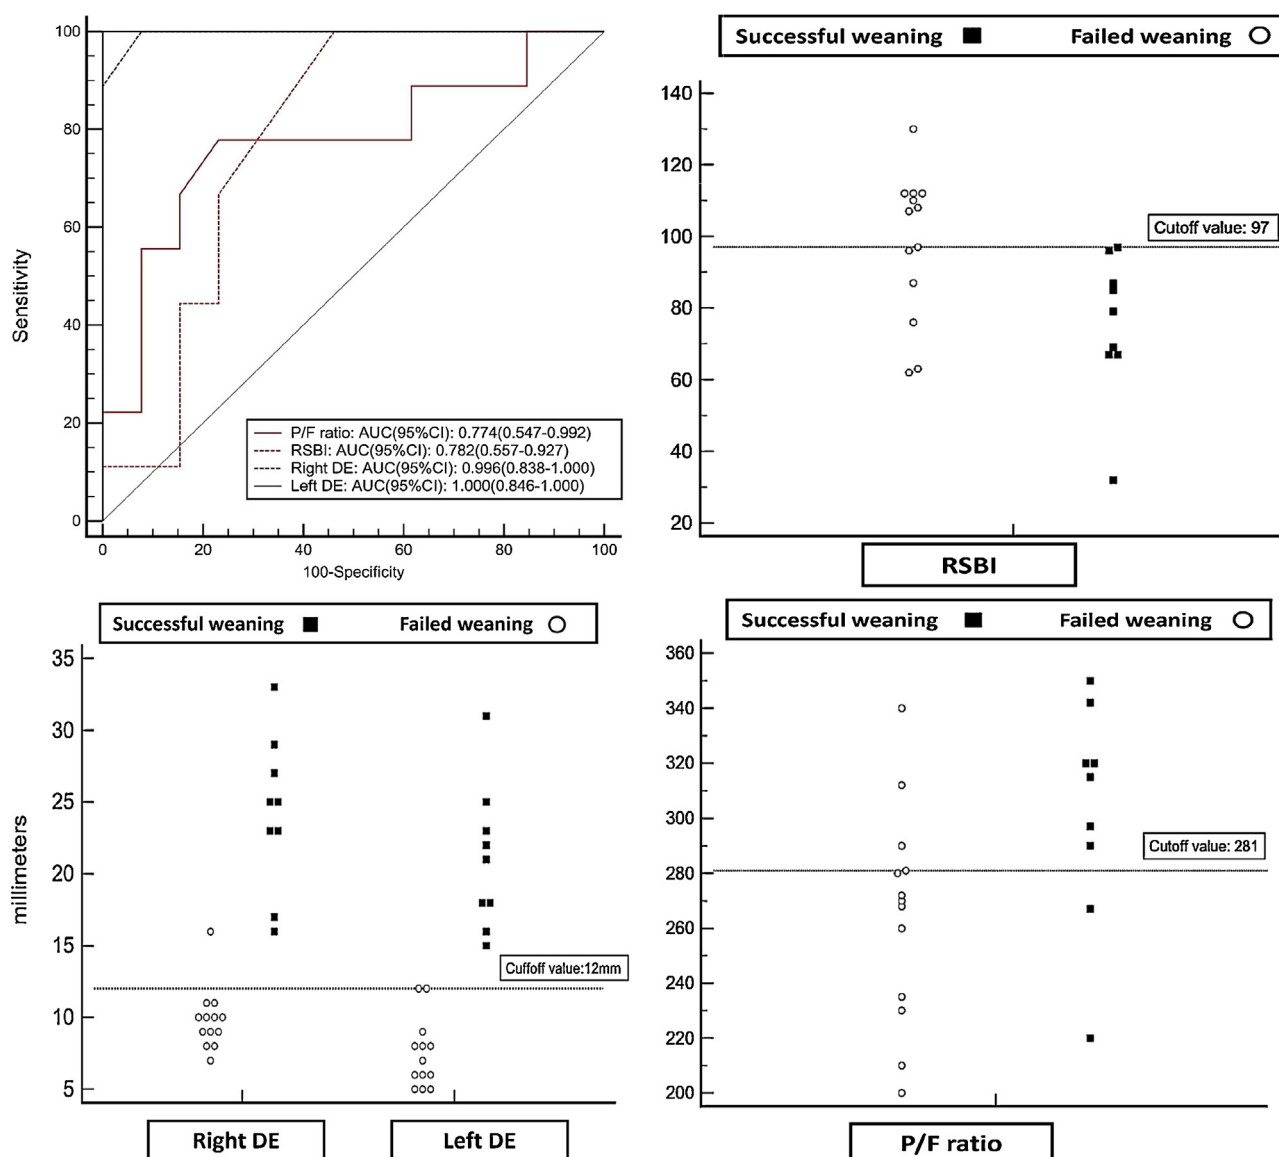 100
80
60
40
20
0
Sensitivity
0 20 40 60 80 100
100-Specificity
P/F ratio: AUC(95%CI): 0.774(0.547-0.992)
RSBI: AUC(95%CI): 0.782(0.557-0.927)
Right DE: AUC(95%CI): 0.996(0.838-1.000)
Left DE: AUC(95%CI): 1.000(0.846-1.000)
Successful weaning Failed weaning
140
120
100
80
60
40
20
Cutoff value: 97
RSBI
Successful weaning Failed weaning
35
30
25
20
15
10
5
millimeters
Cuffoff value:12mm
Right DE Left DE
Successful weaning Failed weaning
360
340
320
300
280
260
240
220
200
Cutoff value: 281
P/F ratio